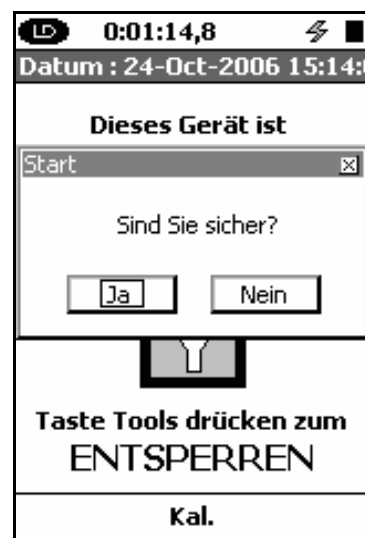 LD 0:01:14,8
Datum : 24-Oct-2006 15:14:
Dieses Gerät ist
Start
Sind Sie sicher?
Ja Nein
Taste Tools drücken zum
ENTSPERREN
Kal.